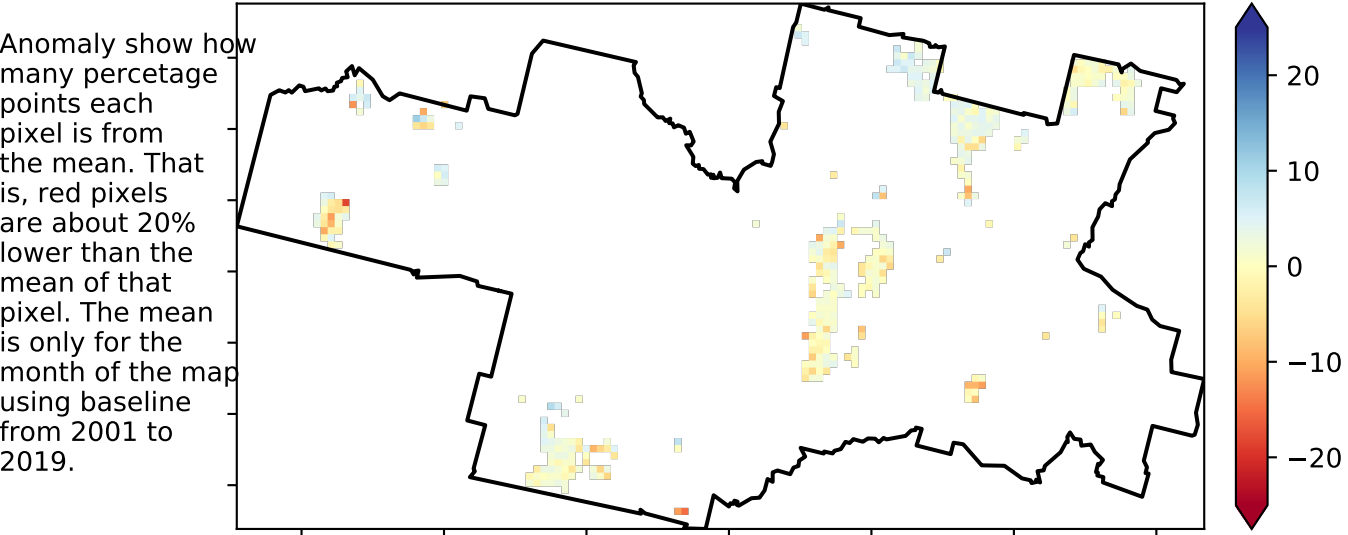 Anomaly show how
many percetage
points each
pixel is from
the mean. That
is, red pixels
are about 20%
lower than the
mean of that
pixel. The mean
is only for the
month of the map
using baseline
from 2001 to
2019.
20
10
0
−10
−20